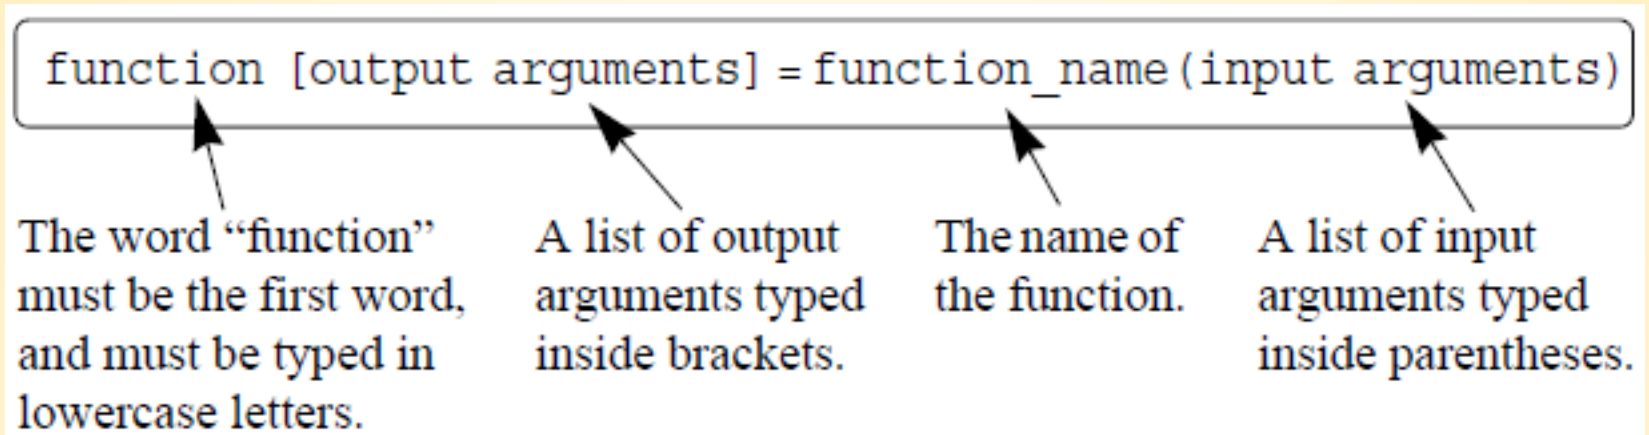 function [output arguments] = function_name(input arguments)
The word “function”
must be the first word,
and must be typed in
lowercase letters.
A list of output
arguments typed
inside brackets.
The name of
the function.
A list of input
arguments typed
inside parentheses.